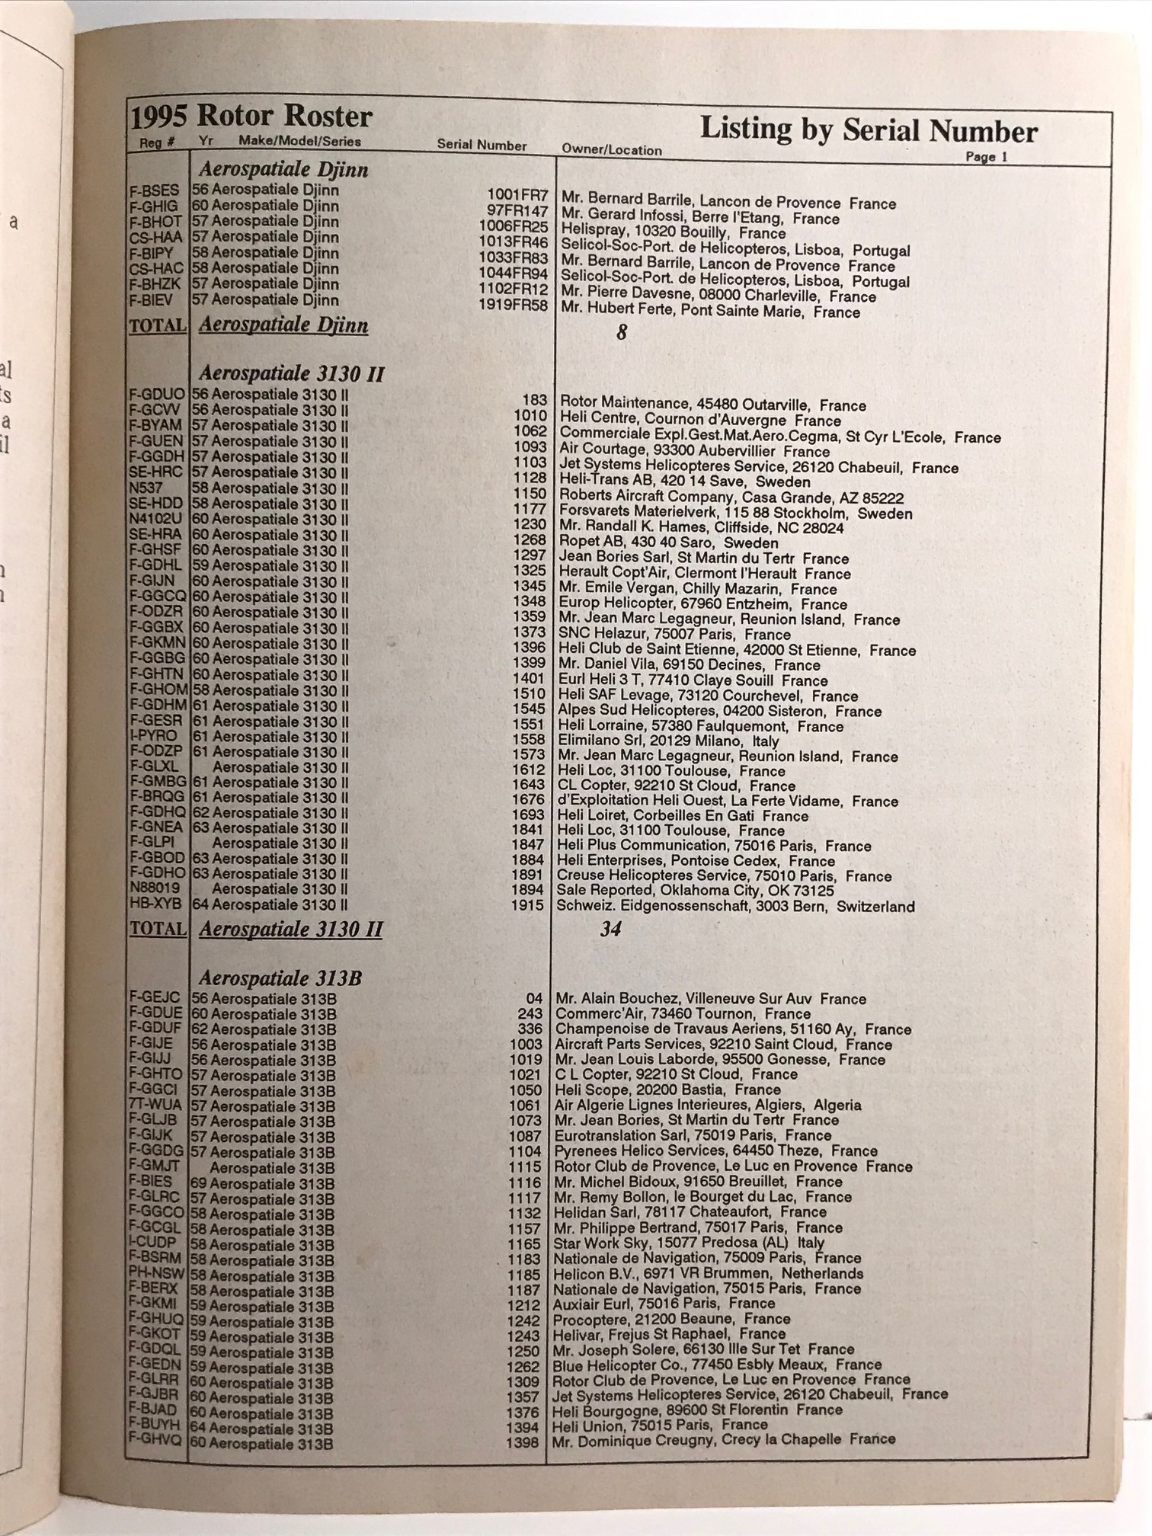 a
al
ts
a
il
n
n
1995 Rotor Roster
Listing by Serial Number
Reg # Yr Make/Model/Series Serial Number Owner/Location Page 1
Aerospatiale Djinn
F-BSES 56 Aerospatiale Djinn 1001FR7 Mr. Bernard Barrile, Lancon de Provence France
F-GHIG 60 Aerospatiale Djinn 97FR147 Mr. Gerard Infossi, Berre l'Etang, France
F-BHOT 57 Aerospatiale Djinn 1006FR25 Helispray, 10320 Bouilly, France
CS-HAA 57 Aerospatiale Djinn 1013FR46 Selicol-Soc-Port. de Helicopteros, Lisboa, Portugal
F-BIPY 58 Aerospatiale Djinn 1033FR83 Mr. Bernard Barrile, Lancon de Provence France
CS-HAC 58 Aerospatiale Djinn 1044FR94 Selicol-Soc-Port. de Helicopteros, Lisboa, Portugal
F-BHZK 57 Aerospatiale Djinn 1102FR12 Mr. Pierre Davesne, 08000 Charleville, France
F-BIEV 57 Aerospatiale Djinn 1919FR58 Mr. Hubert Ferte, Pont Sainte Marie, France
TOTAL Aerospatiale Djinn 8
Aerospatiale 3130 II
F-GDUO 56 Aerospatiale 3130 II 183 Rotor Maintenance, 45480 Outarville, France
F-GCVV 56 Aerospatiale 3130 II 1010 Heli Centre, Cournon d'Auvergne France
F-BYAM 57 Aerospatiale 3130 II 1062 Commerciale Expl.Gest.Mat.Aero.Cegma, St Cyr L'Ecole, France
F-GUEN 57 Aerospatiale 3130 II 1093 Air Courtage, 93300 Aubervillier France
F-GGDH 57 Aerospatiale 3130 II 1103 Jet Systems Helicopteres Service, 26120 Chabeuil, France
SE-HRC 57 Aerospatiale 3130 II 1128 Heli-Trans AB, 420 14 Save, Sweden
N537 58 Aerospatiale 3130 II 1150 Roberts Aircraft Company, Casa Grande, AZ 85222
SE-HDD 58 Aerospatiale 3130 II 1177 Forsvarets Materielverk, 115 88 Stockholm, Sweden
N4102U 60 Aerospatiale 3130 II 1230 Mr. Randall K. Hames, Cliffside, NC 28024
SE-HRA 60 Aerospatiale 3130 II 1268 Ropet AB, 430 40 Saro, Sweden
F-GHSF 60 Aerospatiale 3130 II 1297 Jean Bories Sarl, St Martin du Tertr France
F-GDHL 59 Aerospatiale 3130 II 1325 Herault Copt'Air, Clermont l'Herault France
F-GIJN 60 Aerospatiale 3130 II 1345 Mr. Emile Vergan, Chilly Mazarin, France
F-GGCQ 60 Aerospatiale 3130 II 1348 Europ Helicopter, 67960 Entzheim, France
F-ODZR 60 Aerospatiale 3130 II 1359 Mr. Jean Marc Legagneur, Reunion Island, France
F-GGBX 60 Aerospatiale 3130 II 1373 SNC Helazur, 75007 Paris, France
F-GKMN 60 Aerospatiale 3130 II 1396 Heli Club de Saint Etienne, 42000 St Etienne, France
F-GGBG 60 Aerospatiale 3130 II 1399 Mr. Daniel Vila, 69150 Decines, France
F-GHTN 60 Aerospatiale 3130 II 1401 Eurl Heli 3 T, 77410 Claye Souill France
F-GHOM 58 Aerospatiale 3130 II 1510 Heli SAF Levage, 73120 Courchevel, France
F-GDHM 61 Aerospatiale 3130 II 1545 Alpes Sud Helicopteres, 04200 Sisteron, France
F-GESR 61 Aerospatiale 3130 II 1551 Heli Lorraine, 57380 Faulquemont, France
I-PYRO 61 Aerospatiale 3130 II 1558 Elimilano Srl, 20129 Milano, Italy
F-ODZP 61 Aerospatiale 3130 II 1573 Mr. Jean Marc Legagneur, Reunion Island, France
F-GLXL Aerospatiale 3130 II 1612 Heli Loc, 31100 Toulouse, France
F-GMBG 61 Aerospatiale 3130 II 1643 CL Copter, 92210 St Cloud, France
F-BRQG 61 Aerospatiale 3130 II 1676 d'Exploitation Heli Ouest, La Ferte Vidame, France
F-GDHQ 62 Aerospatiale 3130 II 1693 Heli Loiret, Corbeilles En Gati France
F-GNEA 63 Aerospatiale 3130 II 1841 Heli Loc, 31100 Toulouse, France
F-GLPI Aerospatiale 3130 II 1847 Heli Plus Communication, 75016 Paris, France
F-GBOD 63 Aerospatiale 3130 II 1884 Heli Enterprises, Pontoise Cedex, France
F-GDHO 63 Aerospatiale 3130 II 1891 Creuse Helicopteres Service, 75010 Paris, France
N88019 Aerospatiale 3130 II 1894 Sale Reported, Oklahoma City, OK 73125
HB-XYB 64 Aerospatiale 3130 II 1915 Schweiz. Eidgenossenschaft, 3003 Bern, Switzerland
TOTAL Aerospatiale 3130 II 34
Aerospatiale 313B
F-GEJC 56 Aerospatiale 313B 04 Mr. Alain Bouchez, Villeneuve Sur Auv France
F-GDUE 60 Aerospatiale 313B 243 Commerc'Air, 73460 Tournon, France
F-GDUF 62 Aerospatiale 313B 336 Champenoise de Travaus Aeriens, 51160 Ay, France
F-GIJE 56 Aerospatiale 313B 1003 Aircraft Parts Services, 92210 Saint Cloud, France
F-GIJJ 56 Aerospatiale 313B 1019 Mr. Jean Louis Laborde, 95500 Gonesse, France
F-GHTO 57 Aerospatiale 313B 1021 C L Copter, 92210 St Cloud, France
F-GGCI 57 Aerospatiale 313B 1050 Heli Scope, 20200 Bastia, France
7T-WUA 57 Aerospatiale 313B 1061 Air Algerie Lignes Interieures, Algiers, Algeria
F-GLJB 57 Aerospatiale 313B 1073 Mr. Jean Bories, St Martin du Tertr France
F-GIJK 57 Aerospatiale 313B 1087 Eurotranslation Sarl, 75019 Paris, France
F-GGDG 57 Aerospatiale 313B 1104 Pyrenees Helico Services, 64450 Theze, France
F-GMJT Aerospatiale 313B 1115 Rotor Club de Provence, Le Luc en Provence France
F-BIES 69 Aerospatiale 313B 1116 Mr. Michel Bidoux, 91650 Breuillet, France
F-GLRC 57 Aerospatiale 313B 1117 Mr. Remy Bollon, le Bourget du Lac, France
F-GGCO 58 Aerospatiale 313B 1132 Helidan Sarl, 78117 Chateaufort, France
F-GCGL 58 Aerospatiale 313B 1157 Mr. Philippe Bertrand, 75017 Paris, France
I-CUDP 58 Aerospatiale 313B 1165 Star Work Sky, 15077 Predosa (AL) Italy
F-BSRM 58 Aerospatiale 313B 1183 Nationale de Navigation, 75009 Paris, France
PH-NSW 58 Aerospatiale 313B 1185 Helicon B.V., 6971 VR Brummen, Netherlands
F-BERX 58 Aerospatiale 313B 1187 Nationale de Navigation, 75015 Paris, France
F-GKMI 59 Aerospatiale 313B 1212 Auxiair Eurl, 75016 Paris, France
F-GHUQ 59 Aerospatiale 313B 1242 Procoptere, 21200 Beaune, France
F-GKOT 59 Aerospatiale 313B 1243 Helivar, Frejus St Raphael, France
F-GDQL 59 Aerospatiale 313B 1250 Mr. Joseph Solere, 66130 Ille Sur Tet France
F-GEDN 59 Aerospatiale 313B 1262 Blue Helicopter Co., 77450 Esbly Meaux, France
F-GLRR 60 Aerospatiale 313B 1309 Rotor Club de Provence, Le Luc en Provence France
F-GJBR 60 Aerospatiale 313B 1357 Jet Systems Helicopteres Service, 26120 Chabeuil, France
F-BJAD 60 Aerospatiale 313B 1376 Heli Bourgogne, 89600 St Florentin France
F-BUYH 64 Aerospatiale 313B 1394 Heli Union, 75015 Paris, France
F-GHVQ 60 Aerospatiale 313B 1398 Mr. Dominique Creugny, Crecy la Chapelle France